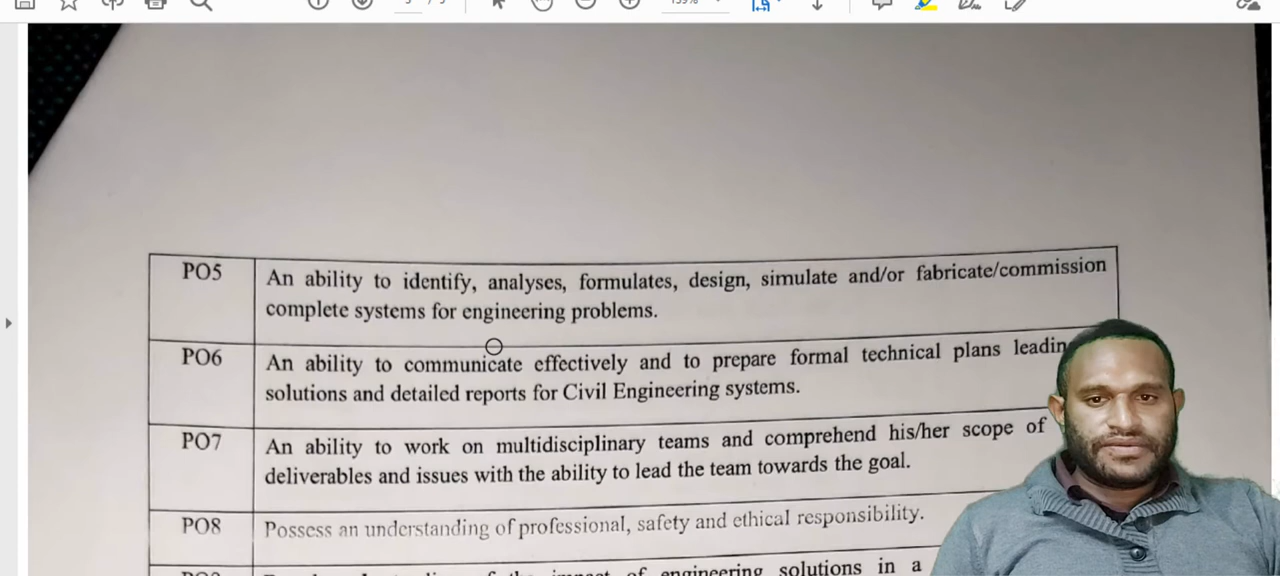 PO5
An ability to identify, analyses, formulates, design, simulate and/or fabricate/commission
complete systems for engineering problems.
PO6
An ability to communicate effectively and to prepare formal technical plans leadin
solutions and detailed reports for Civil Engineering systems.
PO7
An ability to work on multidisciplinary teams and comprehend his/her scope of
deliverables and issues with the ability to lead the team towards the goal.
PO8
Possess an understanding of professional, safety and ethical responsibility.
of engineering solutions in a